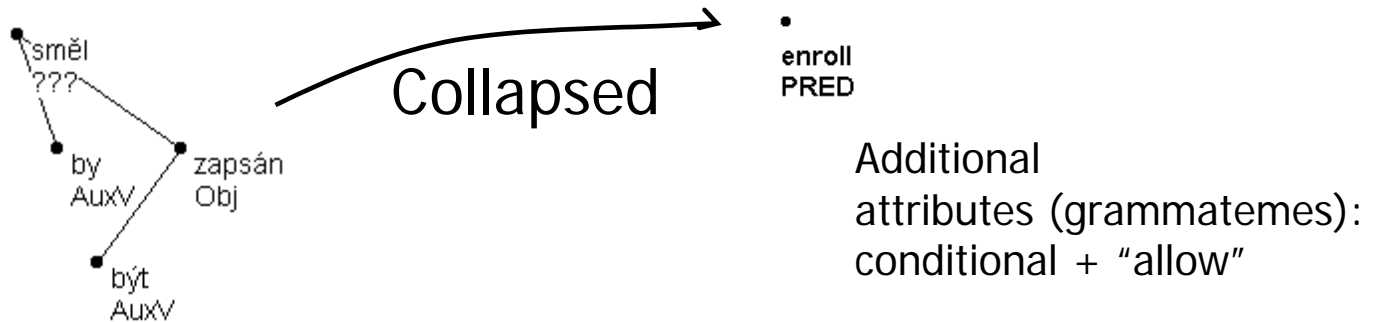 směl
???
by
AuxV
zapsán
Obj
být
AuxV
Collapsed
enroll
PRED
Additional
attributes (grammatemes):
conditional + “allow”